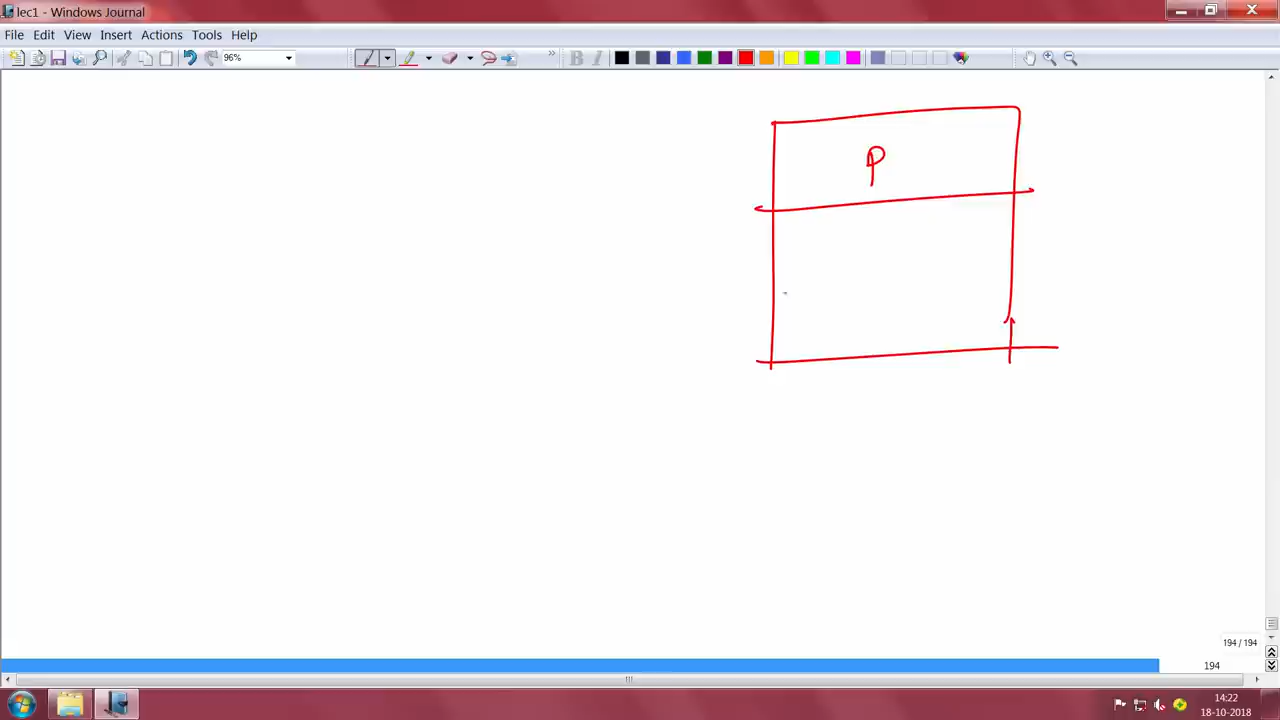 lec1 - Windows Journal
File Edit View Insert Actions Tools Help
96% » B I
P
194 / 194
194
14:22
18-10-2018